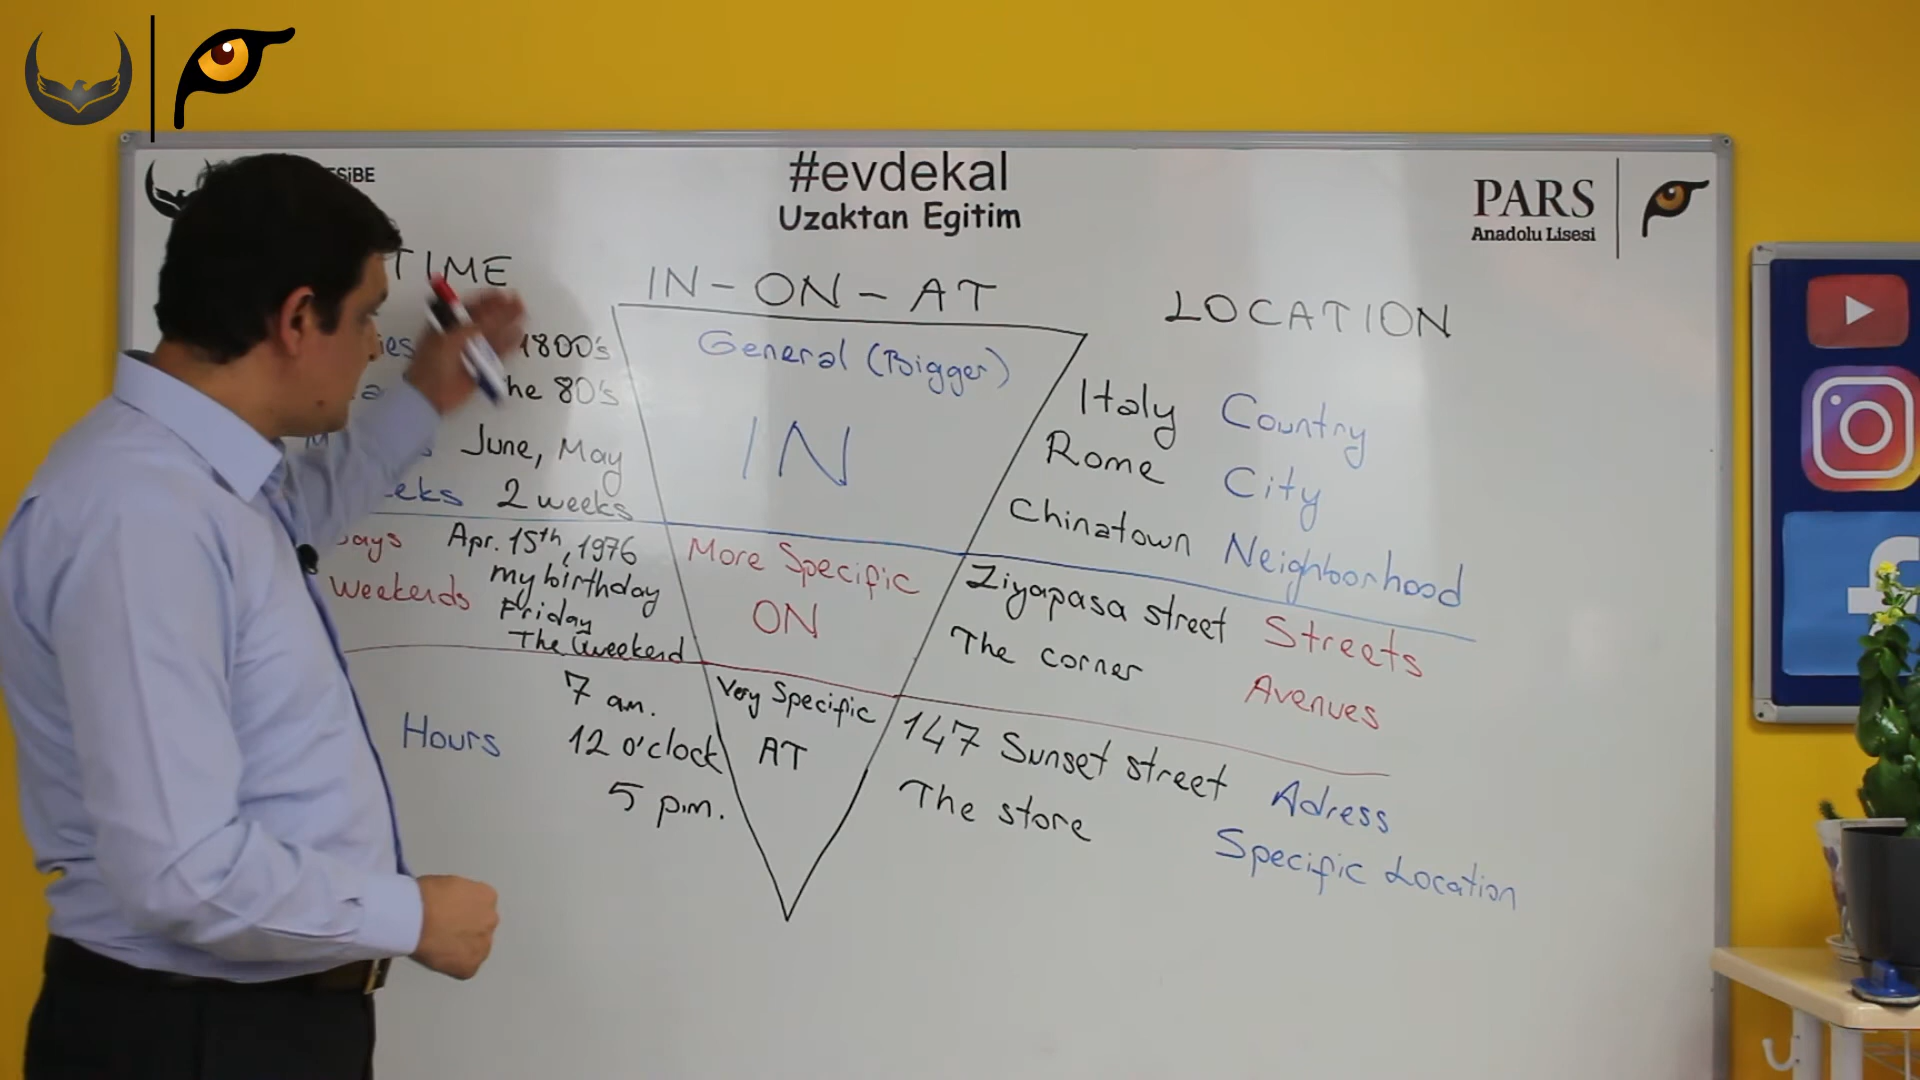 #evdekal
Uzaktan Egitim
PARS
Anadolu Lisesi
TIME
IN - ON - AT
LOCATION
1800's
80's
June, May
2 weeks
General (Bigger)
IN
Italy Country
Rome City
Chinatown Neighborhood
Apr. 15th, 1976
my birthday
Weekends Friday
The Weekend
More Specific
ON
Ziyapasa street Streets
The corner Avenues
7 am.
Hours 12 o'clock
5 p.m.
Very Specific
AT
147 Sunset street Adress
The store Specific Location